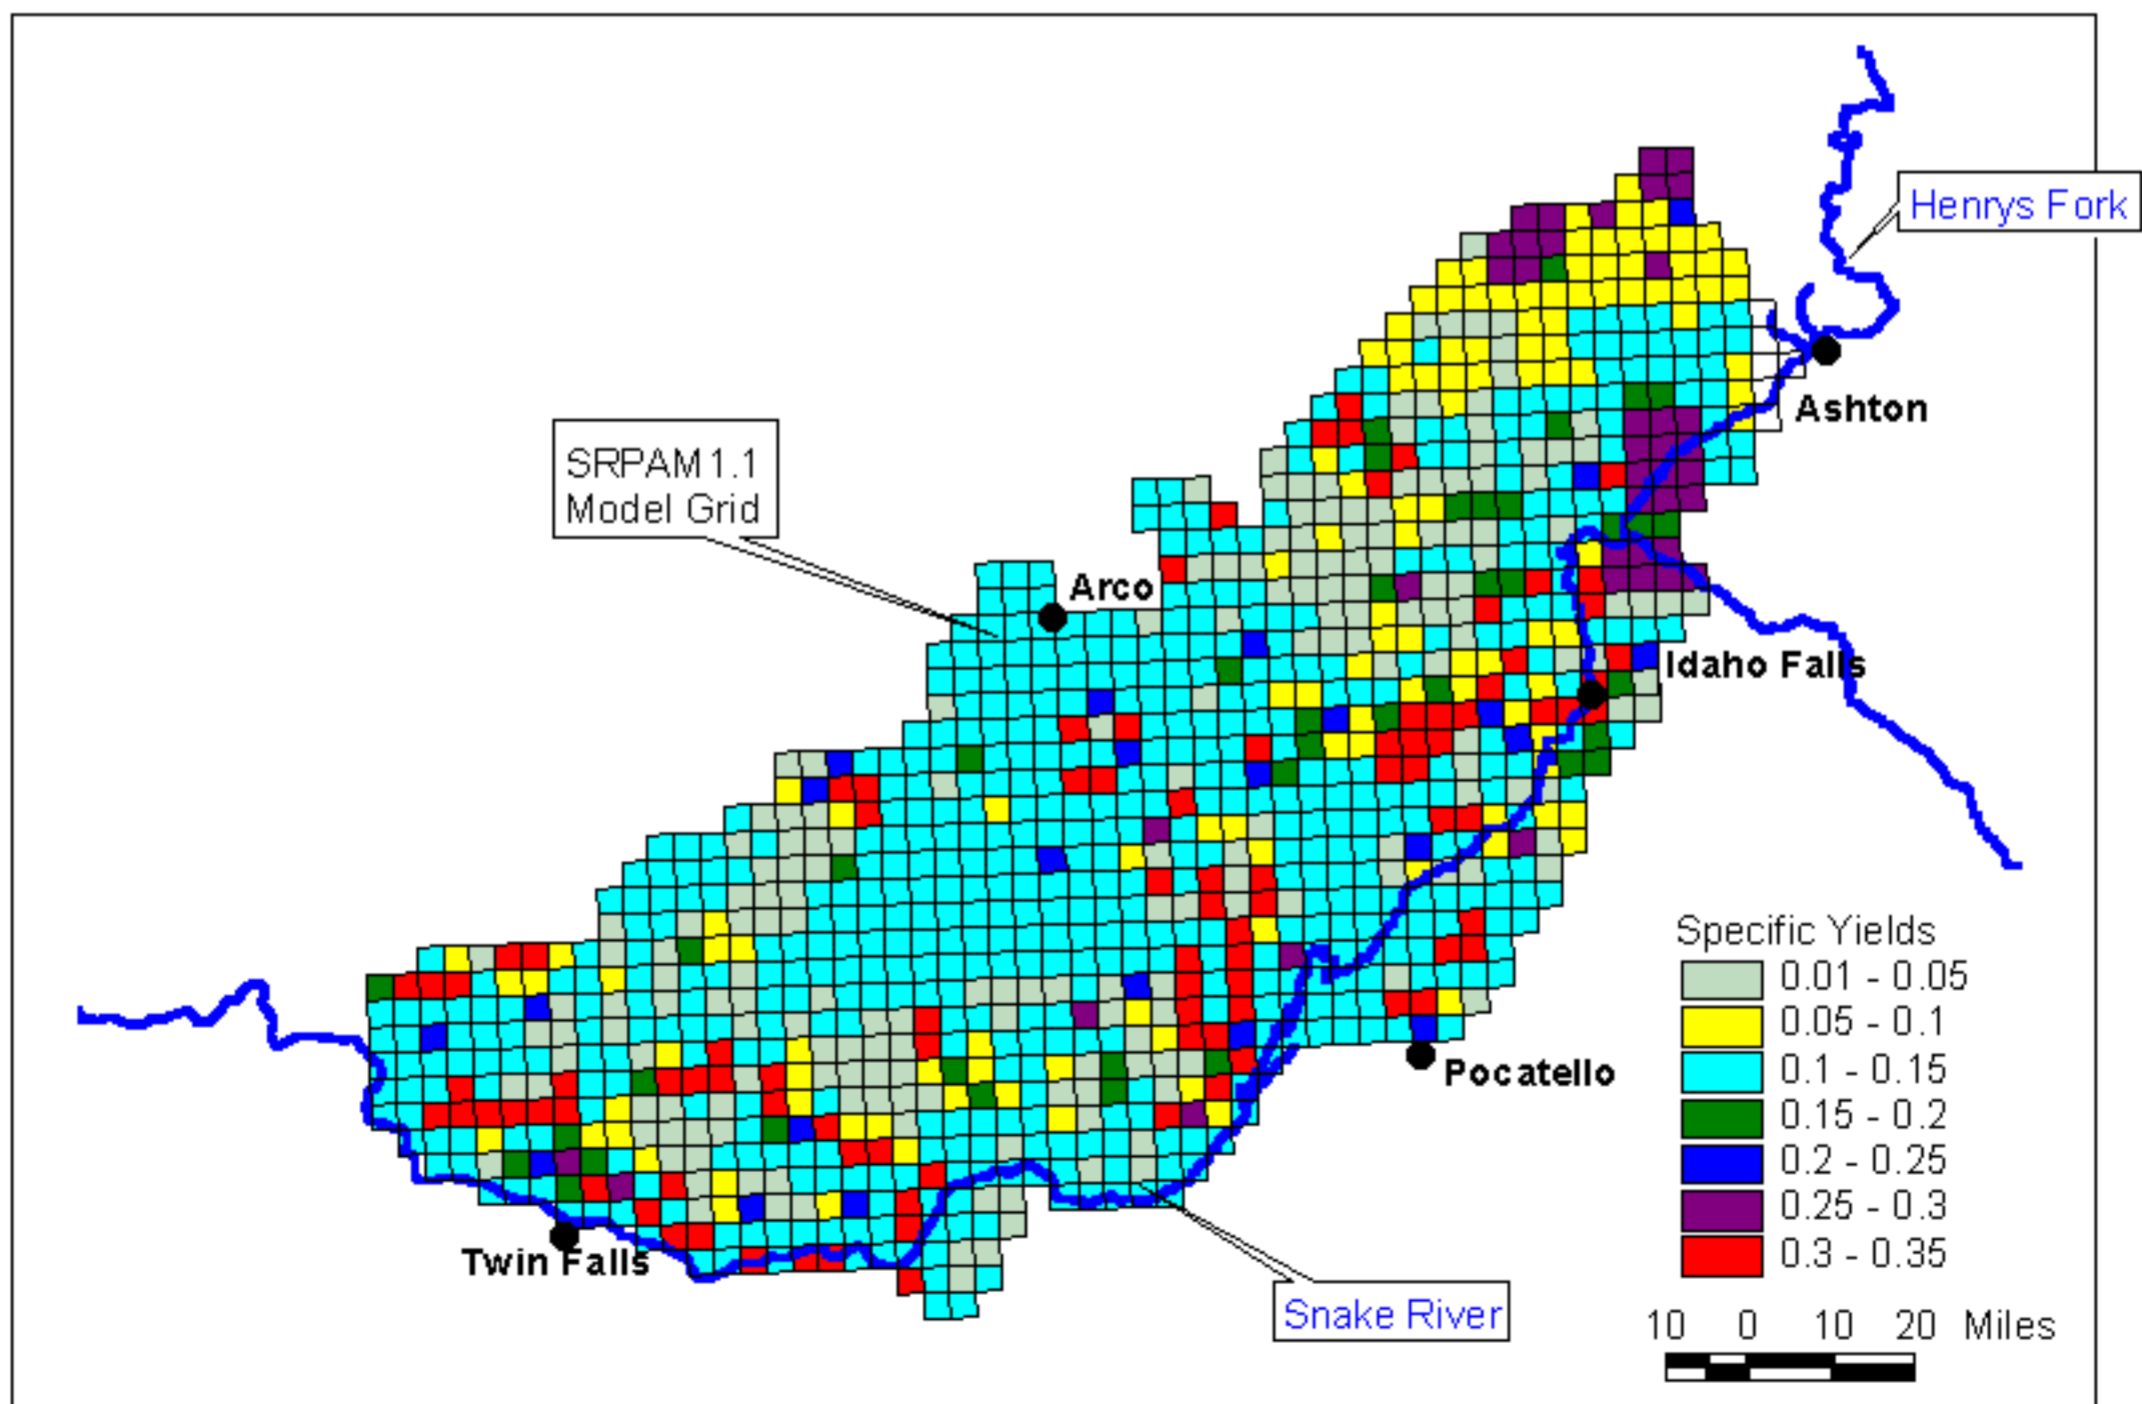 Henrys Fork
Ashton
SRPAM1.1
Model Grid
Arco
Idaho Falls
Specific Yields
0.01 - 0.05
0.05 - 0.1
0.1 - 0.15
0.15 - 0.2
0.2 - 0.25
0.25 - 0.3
0.3 - 0.35
Pocatello
Twin Falls
Snake River
10 0 10 20 Miles